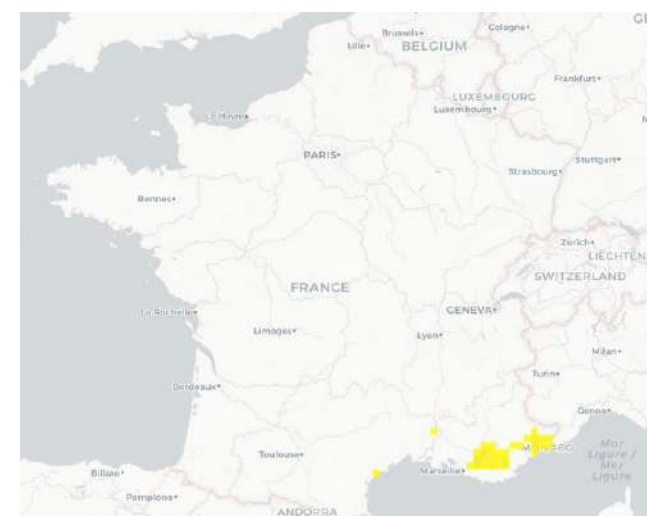 Brussels
Cologne
Lille
BELGIUM
Frankfurt
LUXEMBOURG
Luxembourg
Le Havre
PARIS
Stuttgart
Strasbourg
Rennes
Zurich
LIECHTEN
SWITZERLAND
FRANCE
GENEVA
La Rochelle
Limoges
Lyon
Milan
Turin
Bordeaux
Genoa
MONACO
Mar
Ligure /
Mer
Ligure
Toulouse
Marseille
Bilbao
Pamplona
ANDORRA